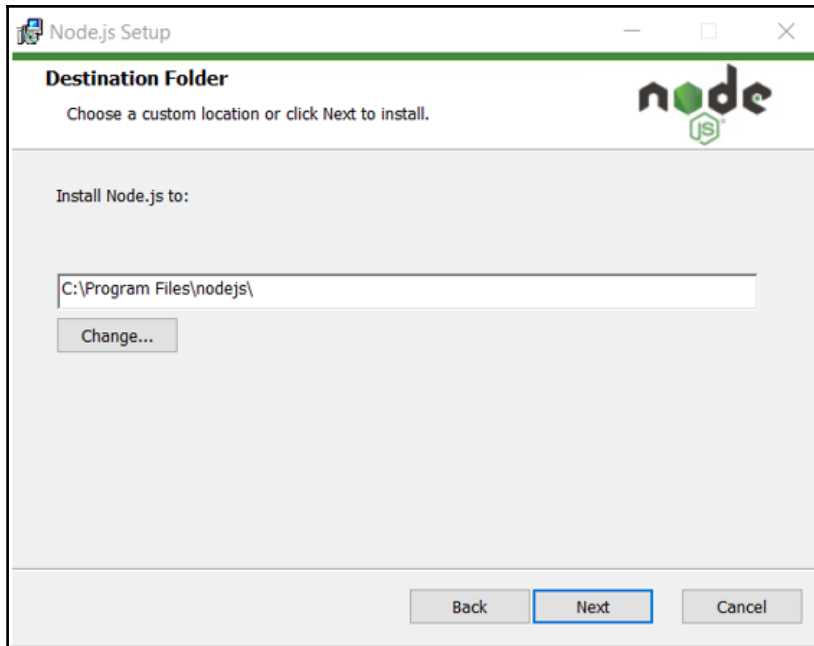 Node.js Setup
Destination Folder
Choose a custom location or click Next to install.
node
JS
Install Node.js to:
C:\Program Files\nodejs\
Change...
Back Next Cancel